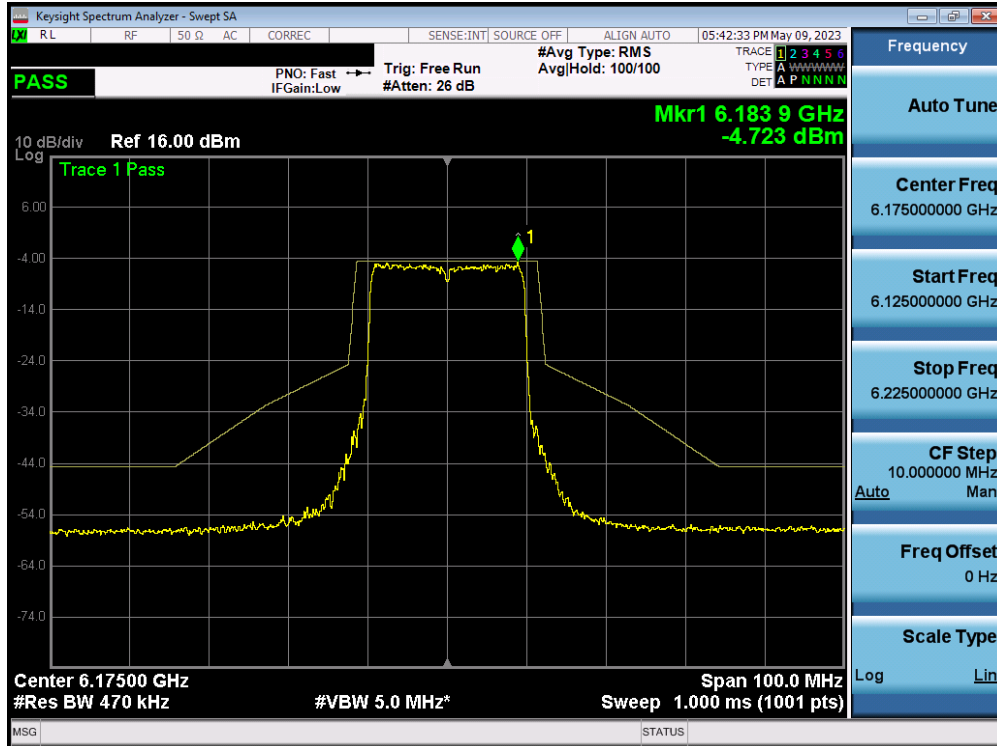 Keysight Spectrum Analyzer - Swept SA
LXI RL RF 50 Ω AC CORREC SENSE:INT SOURCE OFF ALIGN AUTO 05:42:33 PM May 09, 2023
PASS
PNO: Fast
IFGain:Low
Trig: Free Run
#Atten: 26 dB
#Avg Type: RMS
Avg|Hold: 100/100
TRACE 1 2 3 4 5 6
TYPE A WWWWW
DET A P N N N N
Mkr1 6.183 9 GHz
-4.723 dBm
10 dB/div Ref 16.00 dBm
Log
Trace 1 Pass
1
6.00
-4.00
-14.0
-24.0
-34.0
-44.0
-54.0
-64.0
-74.0
Center 6.17500 GHz Span 100.0 MHz
#Res BW 470 kHz #VBW 5.0 MHz* Sweep 1.000 ms (1001 pts)
MSG STATUS
Frequency
Auto Tune
Center Freq
6.175000000 GHz
Start Freq
6.125000000 GHz
Stop Freq
6.225000000 GHz
CF Step
10.000000 MHz
Auto Man
Freq Offset
0 Hz
Scale Type
Log Lin